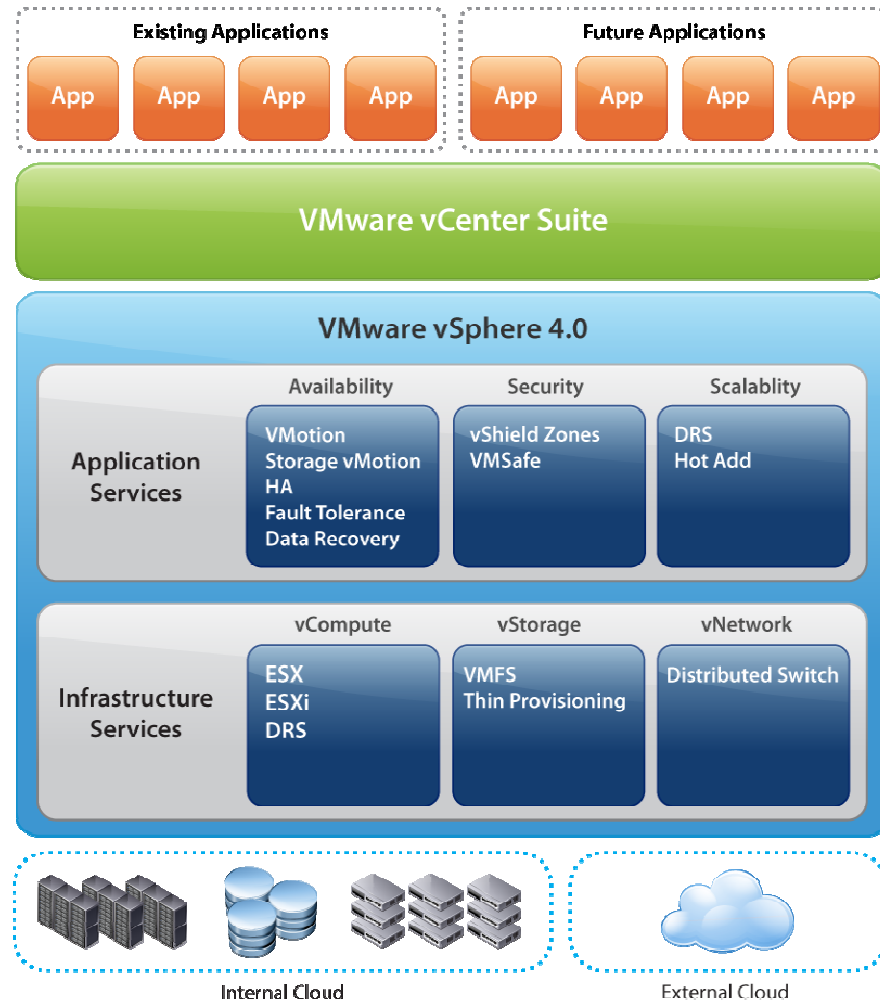 Existing Applications
Future Applications
App App App App
App App App App
VMware vCenter Suite
VMware vSphere 4.0
Application
Services
Availability
VMotion
Storage vMotion
HA
Fault Tolerance
Data Recovery
Security
vShield Zones
VMSafe
Scalablity
DRS
Hot Add
Infrastructure
Services
vCompute
ESX
ESXi
DRS
vStorage
VMFS
Thin Provisioning
vNetwork
Distributed Switch
Internal Cloud
External Cloud